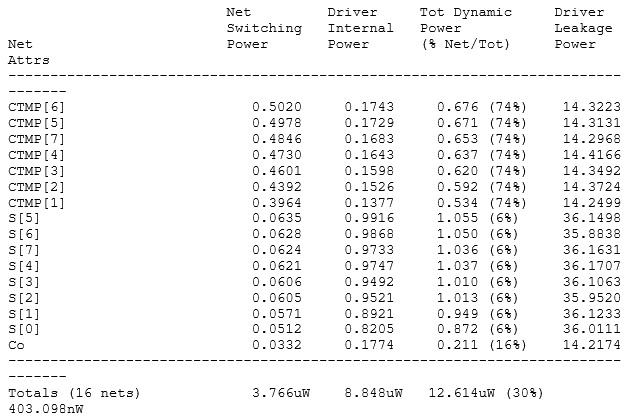 Net          Driver      Tot Dynamic     Driver
                           Switching    Internal    Power           Leakage
Net                        Power        Power       (% Net/Tot)     Power
Attrs
--------------------------------------------------------------------------
-------
CTMP[6]                       0.5020     0.1743     0.676 (74%)     14.3223
CTMP[5]                       0.4978     0.1729     0.671 (74%)     14.3131
CTMP[7]                       0.4846     0.1683     0.653 (74%)     14.2968
CTMP[4]                       0.4730     0.1643     0.637 (74%)     14.4166
CTMP[3]                       0.4601     0.1598     0.620 (74%)     14.3492
CTMP[2]                       0.4392     0.1526     0.592 (74%)     14.3724
CTMP[1]                       0.3964     0.1377     0.534 (74%)     14.2499
S[5]                          0.0635     0.9916     1.055 (6%)      36.1498
S[6]                          0.0628     0.9868     1.050 (6%)      35.8838
S[7]                          0.0624     0.9733     1.036 (6%)      36.1631
S[4]                          0.0621     0.9747     1.037 (6%)      36.1707
S[3]                          0.0606     0.9492     1.010 (6%)      36.1063
S[2]                          0.0605     0.9521     1.013 (6%)      35.9520
S[1]                          0.0571     0.8921     0.949 (6%)      36.1233
S[0]                          0.0512     0.8205     0.872 (6%)      36.0111
Co                            0.0332     0.1774     0.211 (16%)     14.2174
--------------------------------------------------------------------------
-------
Totals (16 nets)              3.766uW    8.848uW   12.614uW (30%)
403.098nW